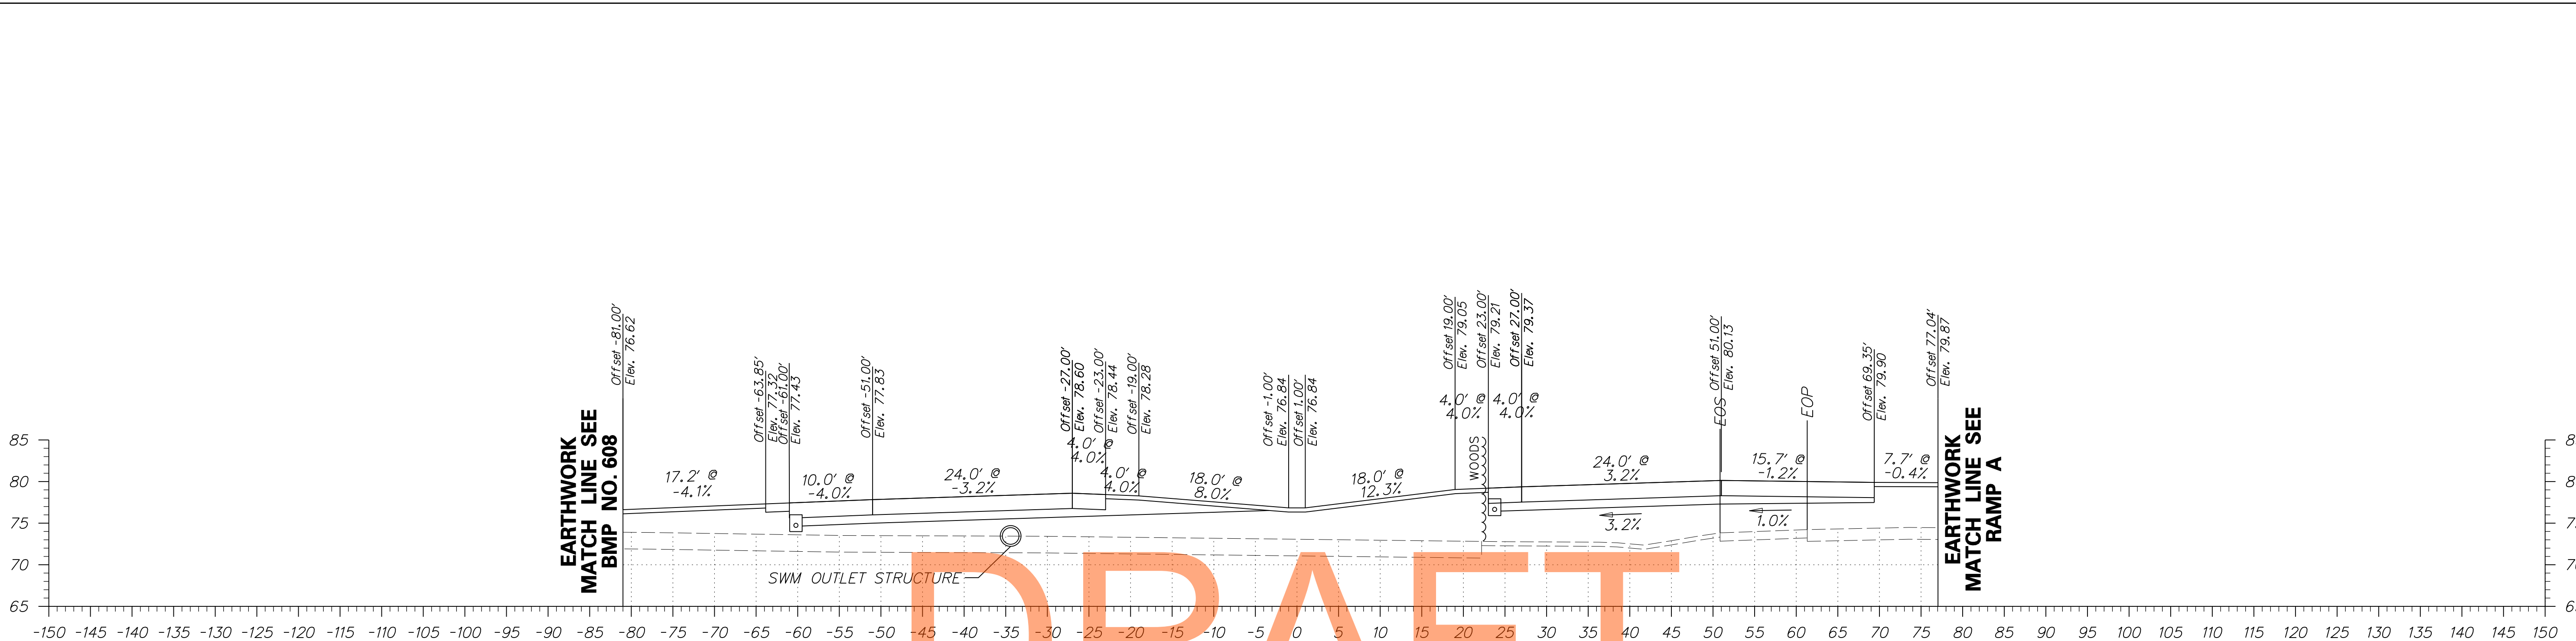 Offset -81.00'
Elev. 76.62
Offset -63.85'
Elev. 77.32
Offset -61.00'
Elev. 77.43
Offset -51.00'
Elev. 77.83
Offset -27.00'
Elev. 78.60
Offset -23.00'
Elev. 78.44
Offset -19.00'
Elev. 78.28
Offset -1.00'
Elev. 76.84
Offset 1.00'
Elev. 76.84
Offset 19.00'
Elev. 79.05
Offset 23.00'
Elev. 79.21
Offset 27.00'
Elev. 79.37
EOS
Offset 51.00'
Elev. 80.13
EOP
Offset 69.35'
Elev. 79.90
Offset 77.04'
Elev. 79.87
EARTHWORK
MATCH LINE SEE
BMP NO. 608
17.2' @
-4.1%
10.0' @
-4.0%
24.0' @
-3.2%
4.0' @
4.0%
4.0' @
4.0%
18.0' @
8.0%
18.0' @
12.3%
4.0' @
4.0%
4.0' @
4.0%
WOODS
24.0' @
3.2%
15.7' @
-1.2%
7.7' @
-0.4%
3.2%
1.0%
EARTHWORK
MATCH LINE SEE
RAMP A
SWM OUTLET STRUCTURE
DRAFT
85
80
75
70
65
-150 -145 -140 -135 -130 -125 -120 -115 -110 -105 -100 -95 -90 -85 -80 -75 -70 -65 -60 -55 -50 -45 -40 -35 -30 -25 -20 -15 -10 -5 0 5 10 15 20 25 30 35 40 45 50 55 60 65 70 75 80 85 90 95 100 105 110 115 120 125 130 135 140 145 150